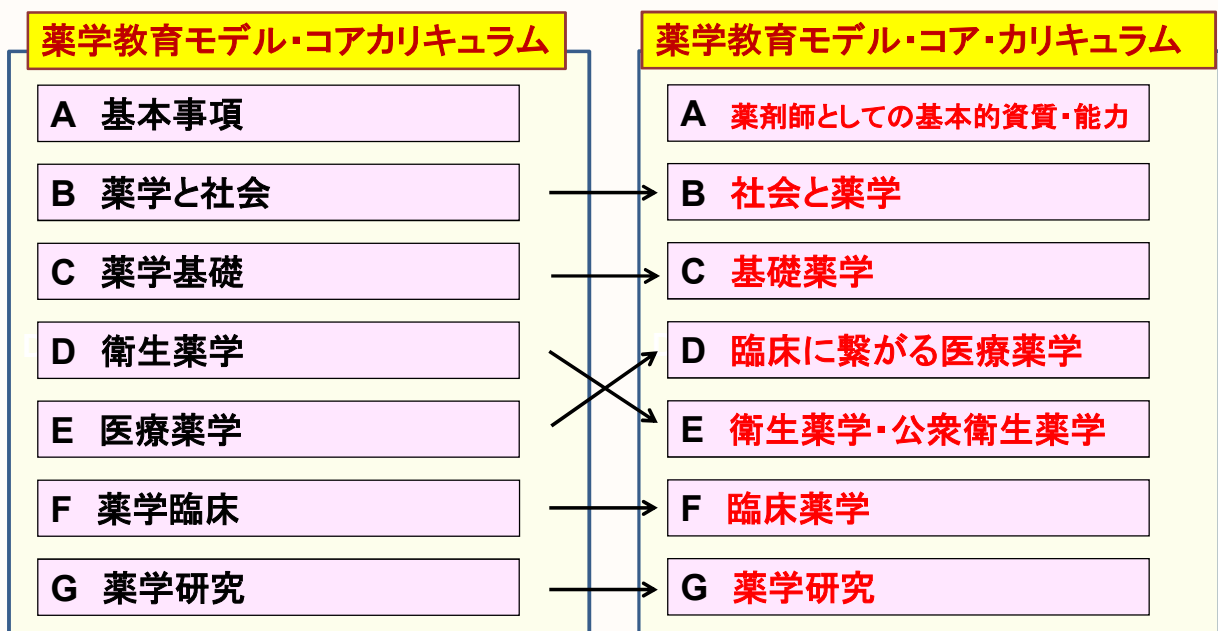 薬学教育モデル・コアカリキュラム
A 基本事項
B 薬学と社会
C 薬学基礎
D 衛生薬学
E 医療薬学
F 薬学臨床
G 薬学研究
薬学教育モデル・コア・カリキュラム
A 薬剤師としての基本的資質・能力
B 社会と薬学
C 基礎薬学
D 臨床に繋がる医療薬学
E 衛生薬学・公衆衛生薬学
F 臨床薬学
G 薬学研究